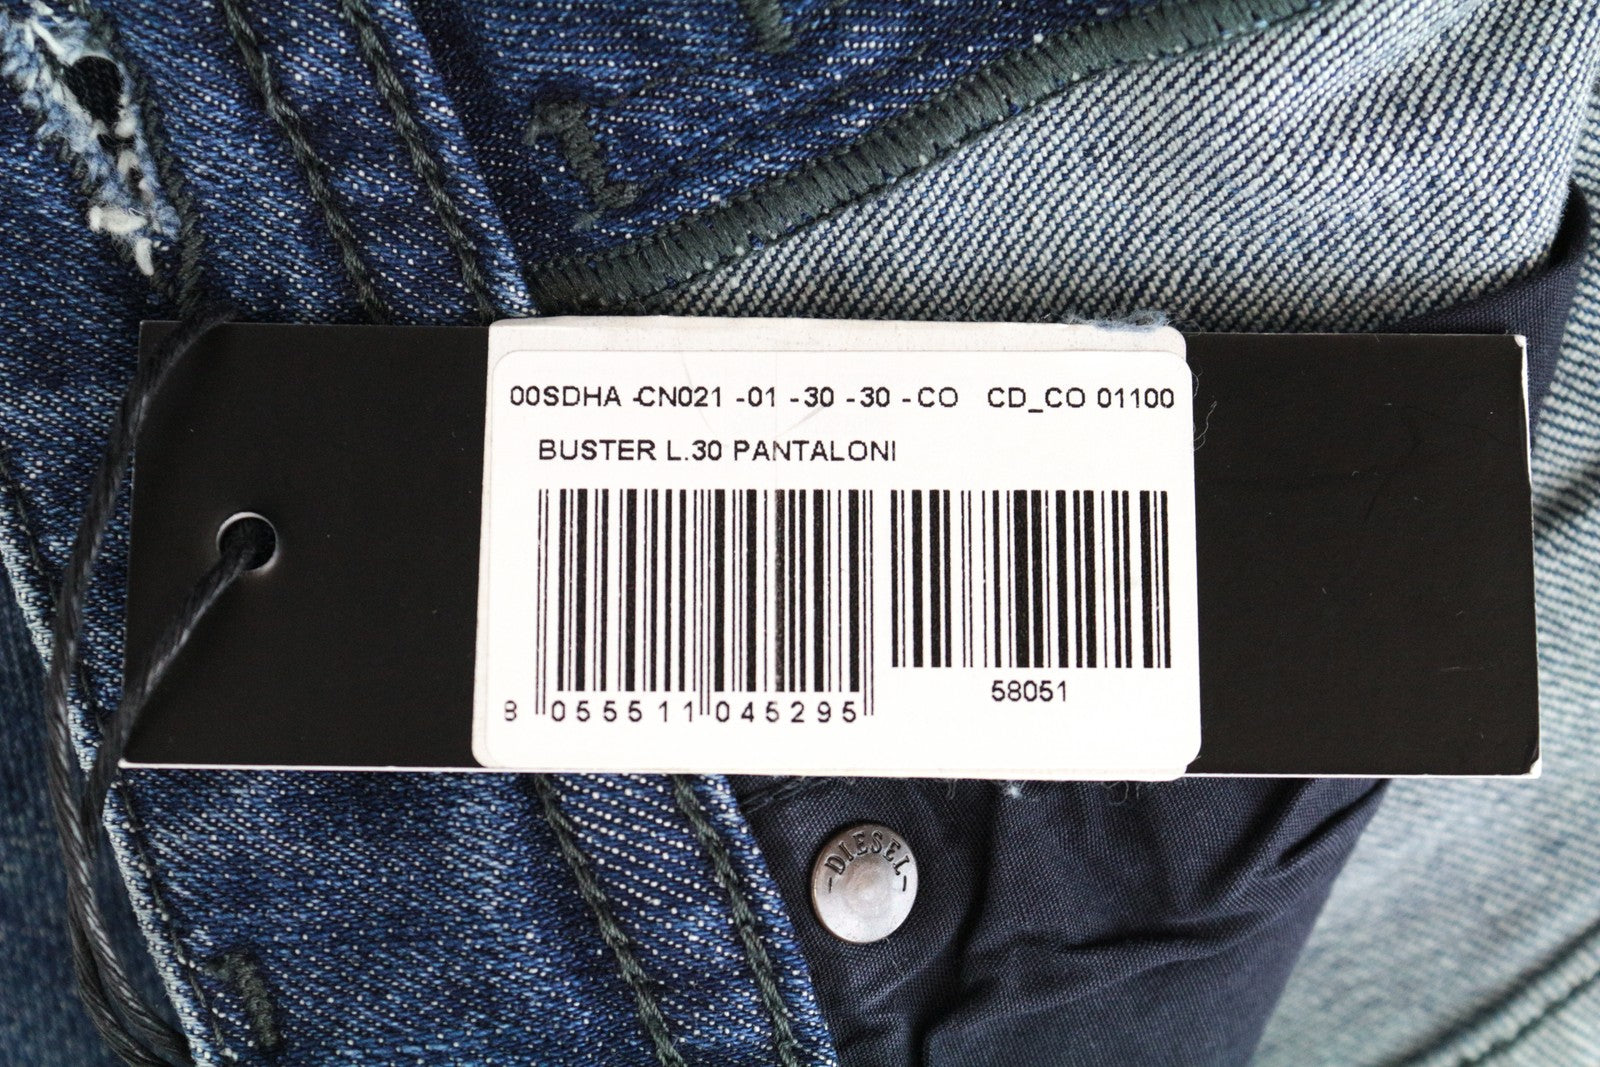 00SDHA -CN021 -01 -30 -30 -CO CD_CO 01100
BUSTER L.30 PANTALONI
8 055511 045295
58051
DIESEL